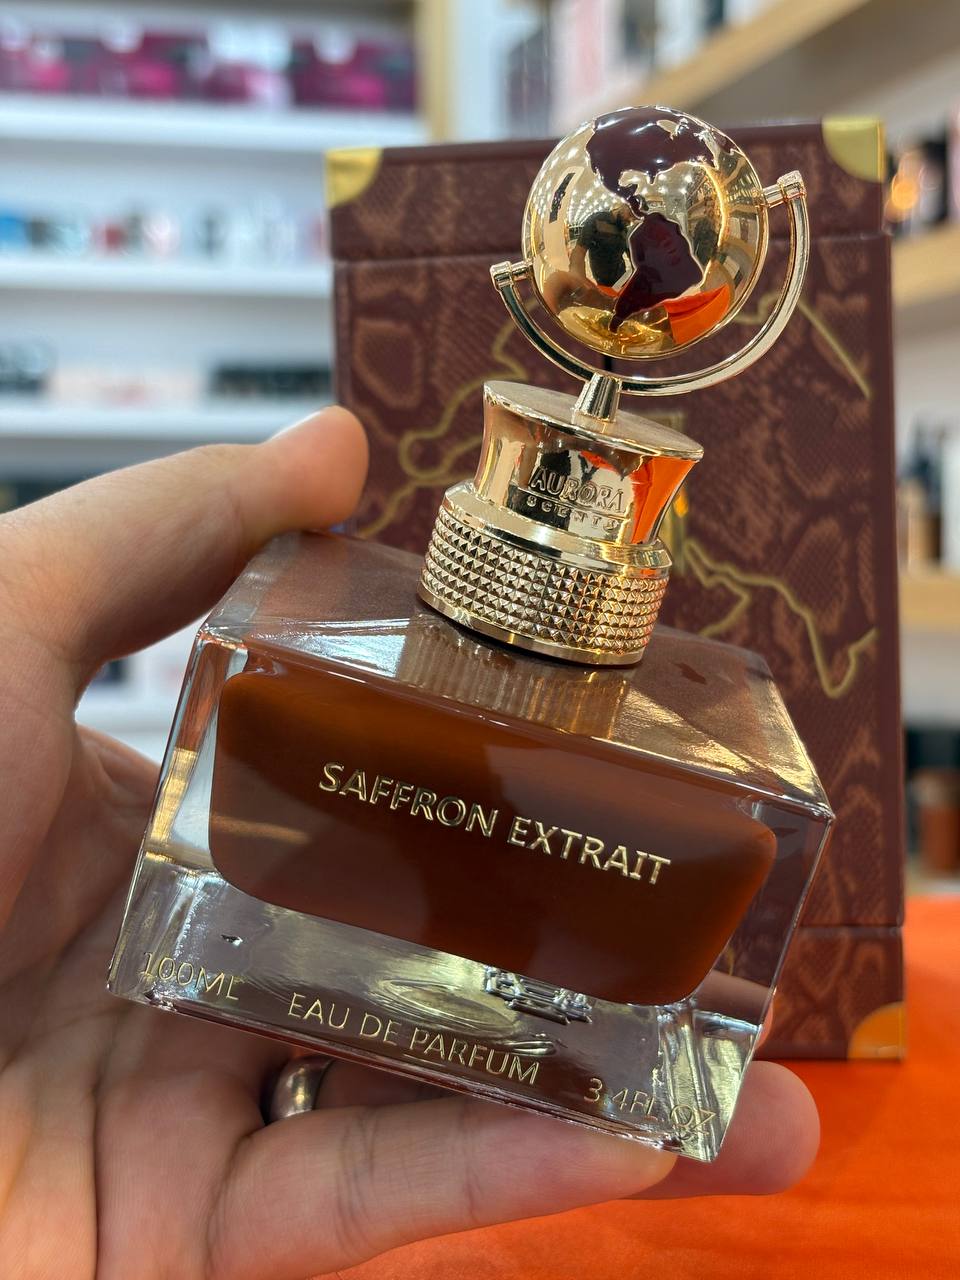 AURORA
SCENTS
SAFFRON EXTRAIT
100ML EAU DE PARFUM 3.4FL OZ